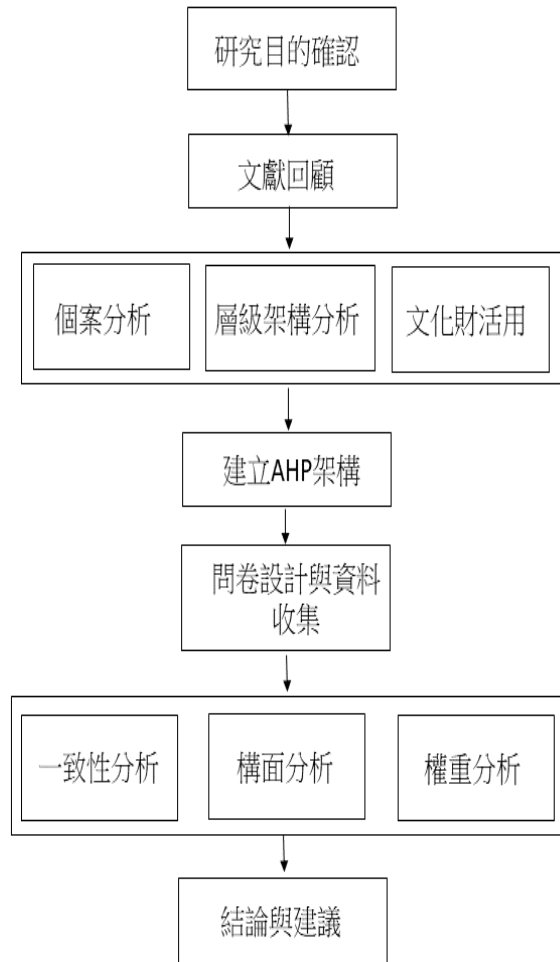 研究目的確認
文獻回顧
個案分析
層級架構分析
文化財活用
建立AHP架構
問卷設計與資料
收集
一致性分析
構面分析
權重分析
結論與建議